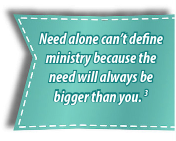 Need alone can't define
ministry because the
need will always be
bigger than you. 3